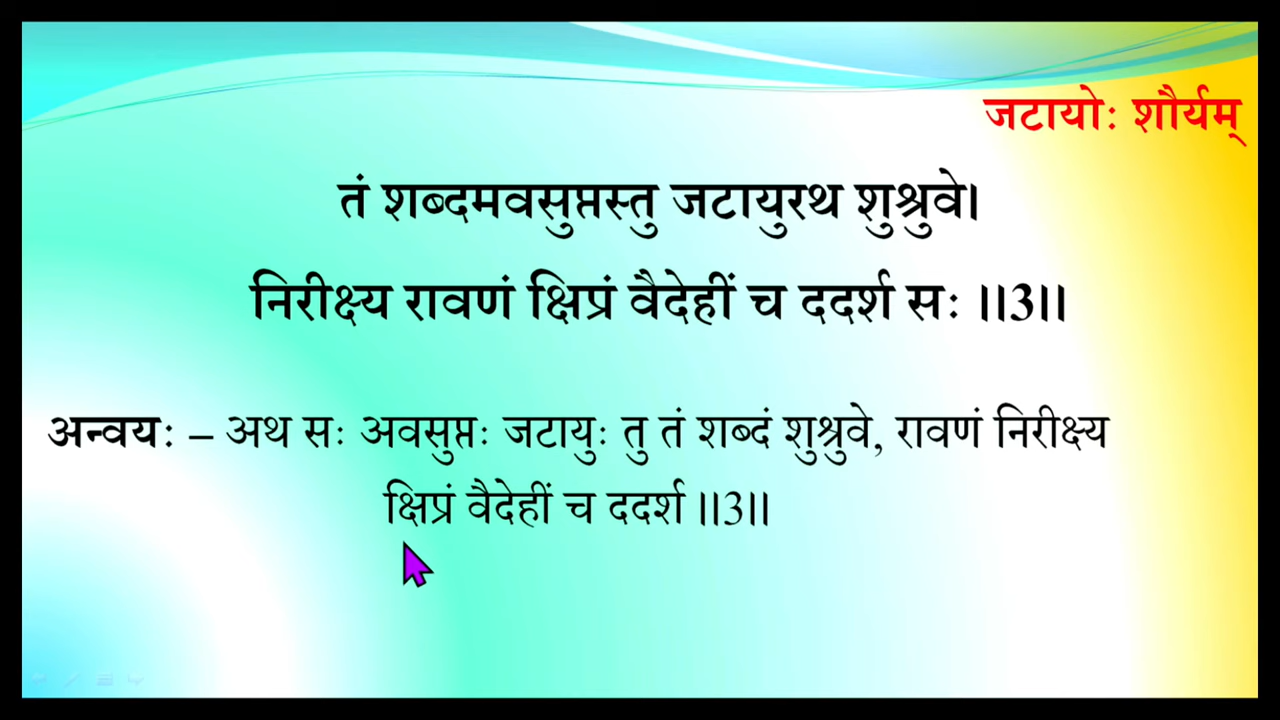 जटायोः शौर्यम्
तं शब्दमवसुप्तस्तु जटायुरथ शुश्रुवे।
निरीक्ष्य रावणं क्षिप्रं वैदेहीं च ददर्श सः ।।3।।
अन्वयः – अथ सः अवसुप्तः जटायुः तु तं शब्दं शुश्रुवे, रावणं निरीक्ष्य
क्षिप्रं वैदेहीं च ददर्श ।।3।।